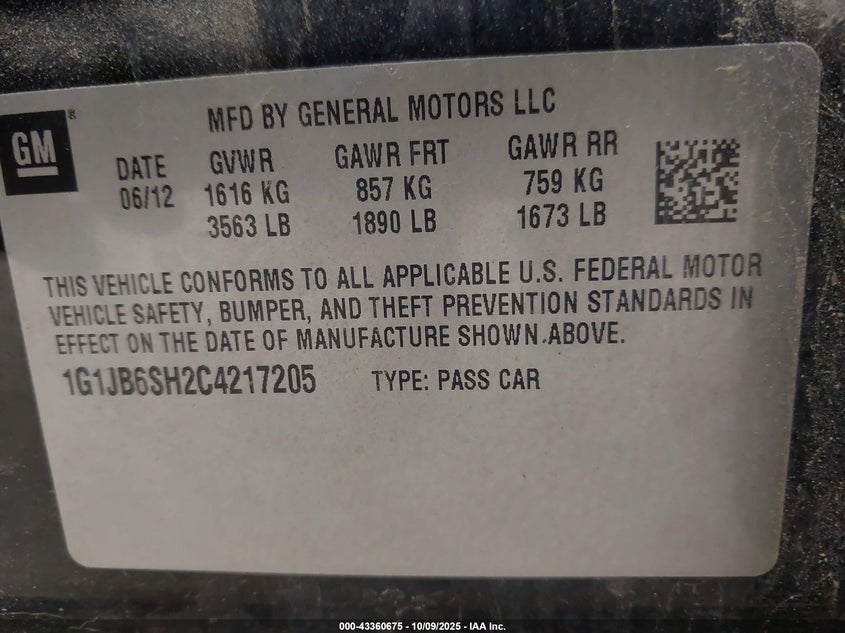 MFD BY GENERAL MOTORS LLC
GM®
DATE GVWR GAWR FRT GAWR RR
06/12 1616 KG 857 KG 759 KG
3563 LB 1890 LB 1673 LB
THIS VEHICLE CONFORMS TO ALL APPLICABLE U.S. FEDERAL MOTOR
VEHICLE SAFETY, BUMPER, AND THEFT PREVENTION STANDARDS IN
EFFECT ON THE DATE OF MANUFACTURE SHOWN ABOVE.
1G1JB6SH2C4217205 TYPE: PASS CAR
000-43360675 - 10/09/2025 - IAA Inc.